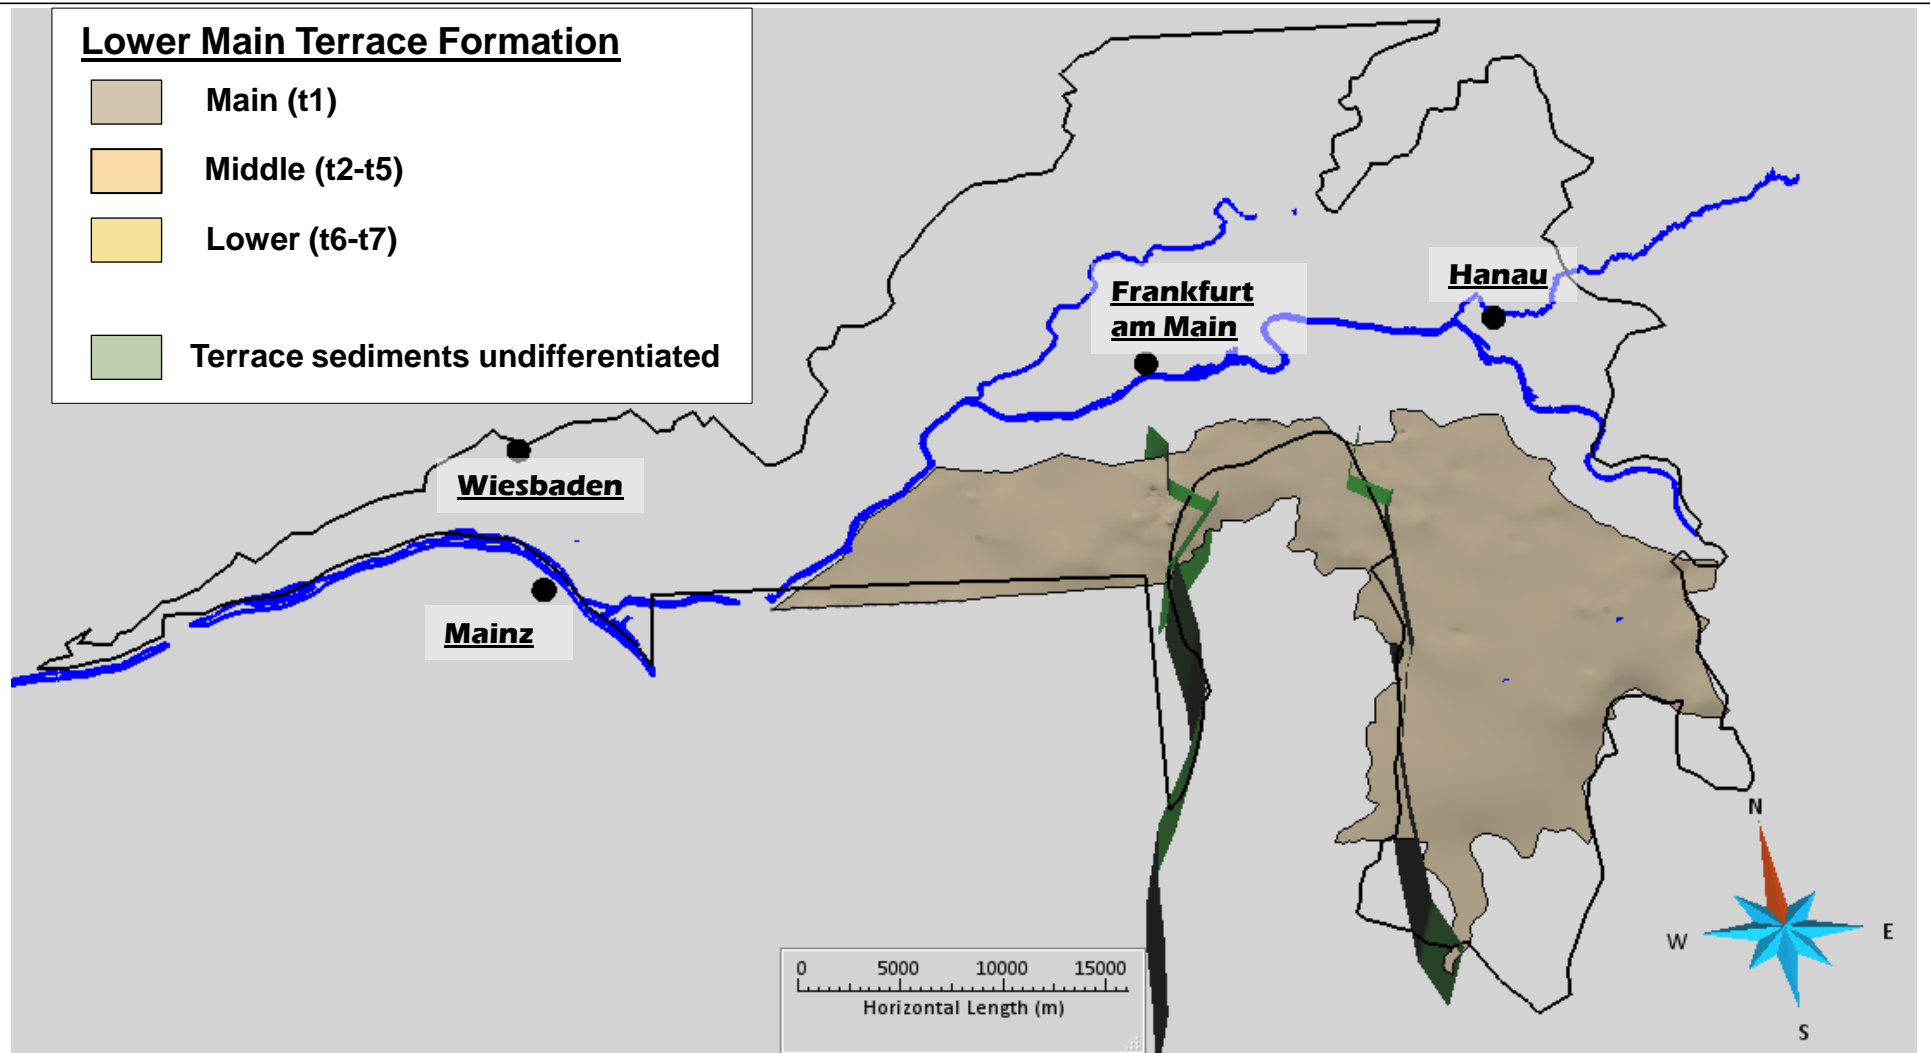 Lower Main Terrace Formation
Main (t1)
Middle (t2-t5)
Lower (t6-t7)
Terrace sediments undifferentiated
Hanau
Frankfurt
am Main
Wiesbaden
Mainz
N
W
E
S
0 5000 10000 15000
Horizontal Length (m)